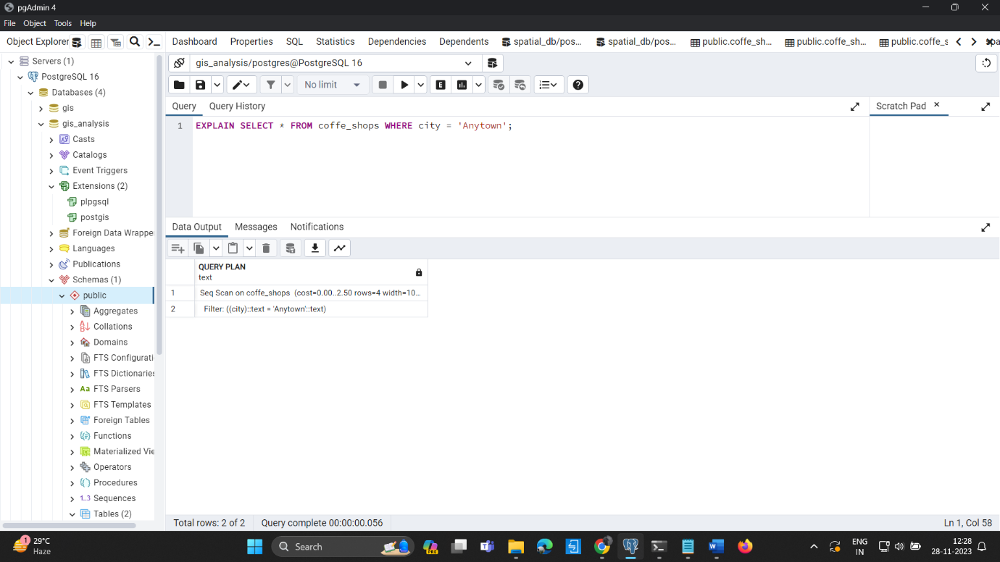 pgAdmin 4
File Object Tools Help
Object Explorer
Dashboard Properties SQL Statistics Dependencies Dependents spatial_db/pos... spatial_db/pos... public.coffe_sh... public.coffe_sh... public.coffe_s
Servers (1)
PostgreSQL 16
Databases (4)
gis
gis_analysis
Casts
Catalogs
Event Triggers
Extensions (2)
plpgsql
postgis
Foreign Data Wrappe
Languages
Publications
Schemas (1)
public
Aggregates
Collations
Domains
FTS Configurati
FTS Dictionaries
FTS Parsers
FTS Templates
Foreign Tables
Functions
Materialized Vie
Operators
Procedures
1..3 Sequences
Tables (2)
gis_analysis/postgres@PostgreSQL 16
No limit
E
Query Query History
Scratch Pad
1 EXPLAIN SELECT * FROM coffe_shops WHERE city = 'Anytown';
Data Output Messages Notifications
QUERY PLAN
text
1 Seq Scan on coffe_shops (cost=0.00..2.50 rows=4 width=10...
2 Filter: ((city)::text = 'Anytown'::text)
Total rows: 2 of 2 Query complete 00:00:00.056 Ln 1, Col 58
1
29°C
Haze
Search
PRE
ENG
IN
12:28
28-11-2023